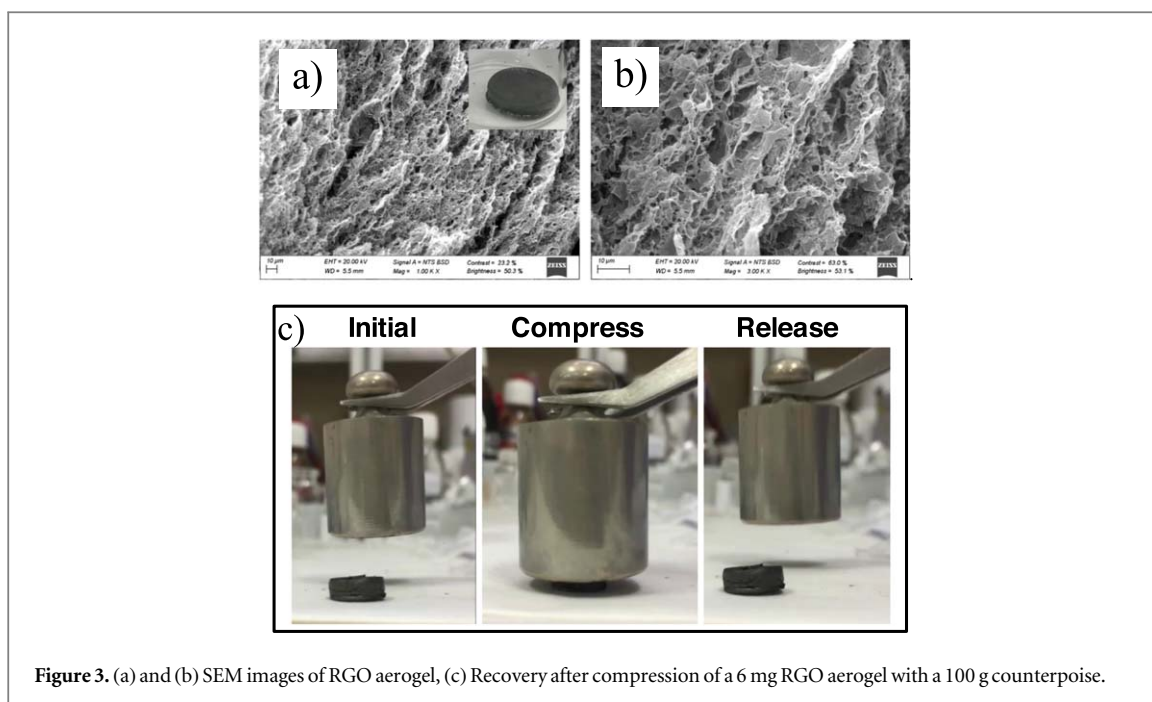 a)
b)
10 μm
EHT = 20.00 kV
Signal A = NTS BSD
Contrast = 33.2 %
WD = 5.5 mm
Mag = 1.00 K X
Brightness = 50.3 %
ZEISS
10 μm
EHT = 20.00 kV
Signal A = NTS BSD
Contrast = 63.0 %
WD = 5.5 mm
Mag = 3.00 K X
Brightness = 53.1 %
ZEISS
c) Initial Compress Release
Figure 3. (a) and (b) SEM images of RGO aerogel, (c) Recovery after compression of a 6 mg RGO aerogel with a 100 g counterpoise.